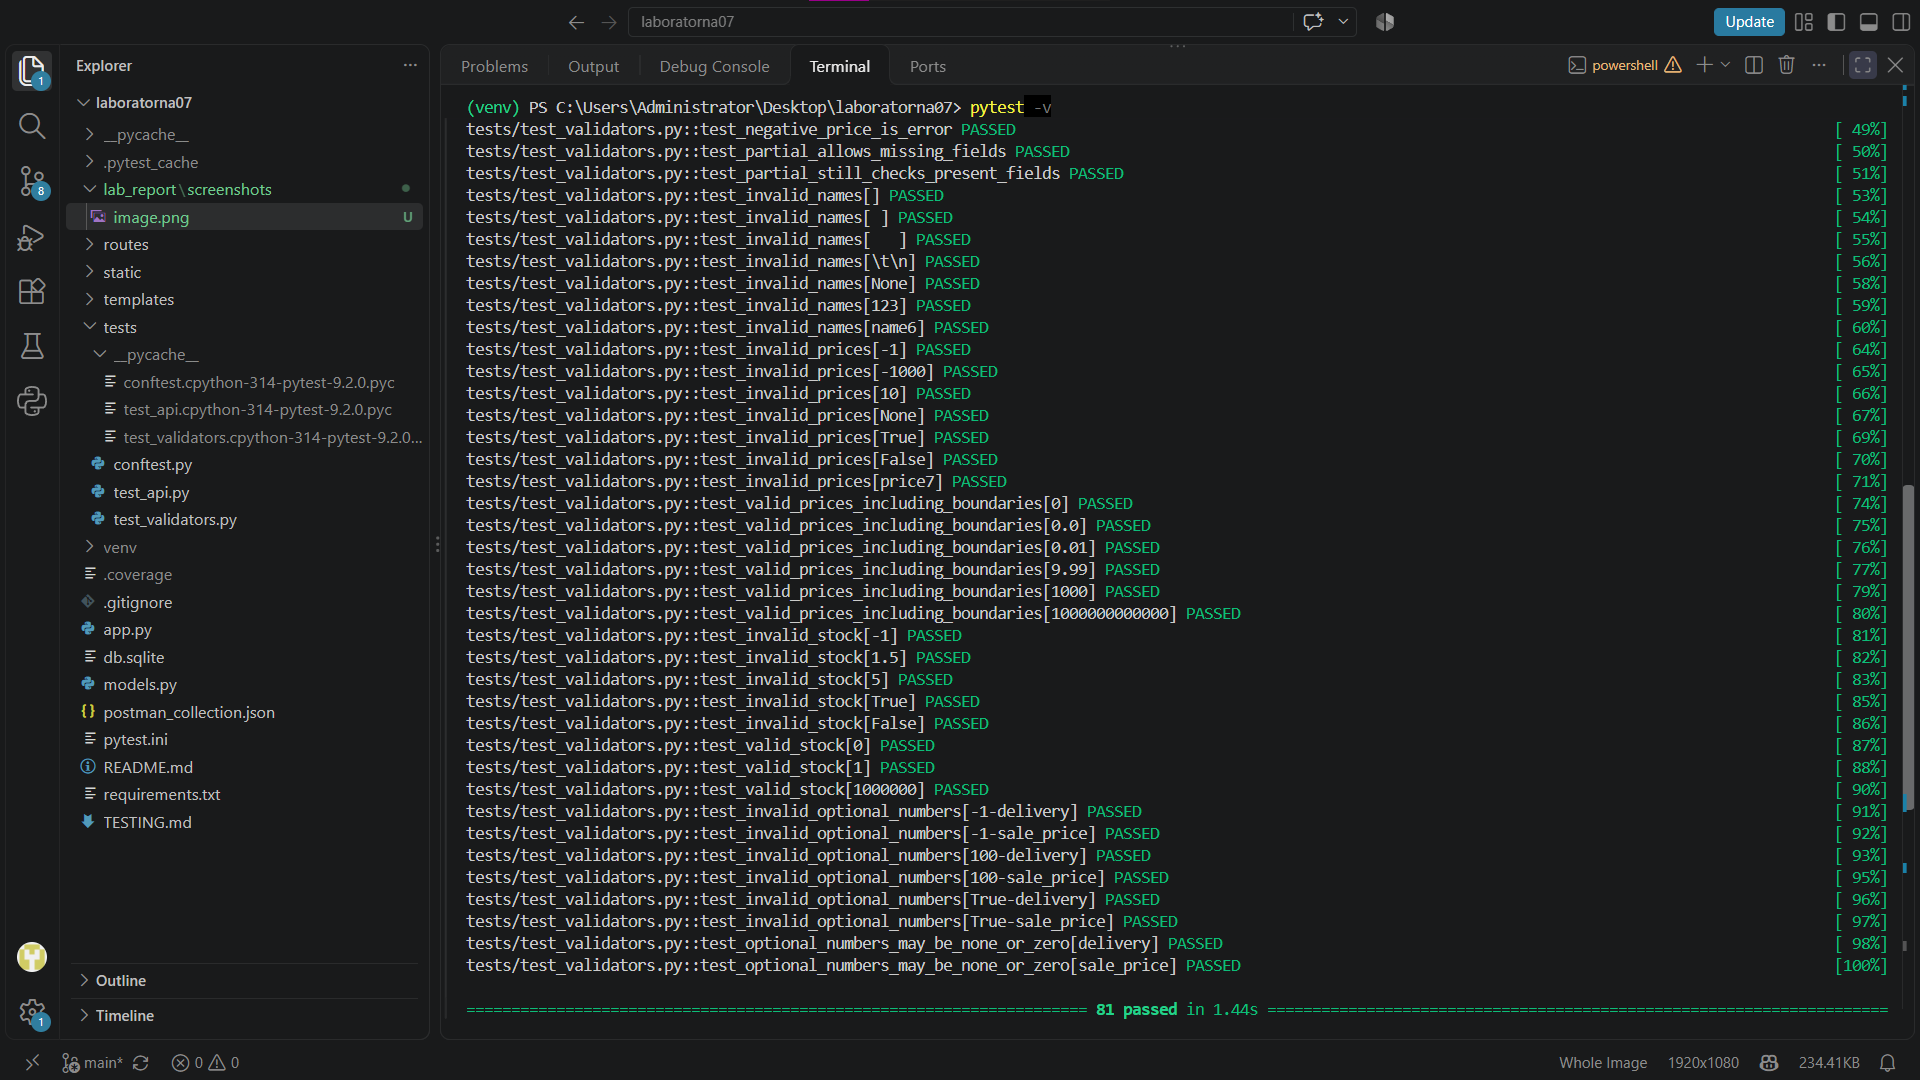 laboratorna07
Update
Explorer
laboratorna07
__pycache__
.pytest_cache
lab_report\screenshots
image.png U
routes
static
templates
tests
__pycache__
conftest.cpython-314-pytest-9.2.0.pyc
test_api.cpython-314-pytest-9.2.0.pyc
test_validators.cpython-314-pytest-9.2.0...
conftest.py
test_api.py
test_validators.py
venv
.coverage
.gitignore
app.py
db.sqlite
models.py
postman_collection.json
pytest.ini
README.md
requirements.txt
TESTING.md
Outline
Timeline
1
8
1
Problems Output Debug Console Terminal Ports
powershell
(venv) PS C:\Users\Administrator\Desktop\laboratorna07> pytest -v
tests/test_validators.py::test_negative_price_is_error PASSED [ 49%]
tests/test_validators.py::test_partial_allows_missing_fields PASSED [ 50%]
tests/test_validators.py::test_partial_still_checks_present_fields PASSED [ 51%]
tests/test_validators.py::test_invalid_names[] PASSED [ 53%]
tests/test_validators.py::test_invalid_names[ ] PASSED [ 54%]
tests/test_validators.py::test_invalid_names[   ] PASSED [ 55%]
tests/test_validators.py::test_invalid_names[\t\n] PASSED [ 56%]
tests/test_validators.py::test_invalid_names[None] PASSED [ 58%]
tests/test_validators.py::test_invalid_names[123] PASSED [ 59%]
tests/test_validators.py::test_invalid_names[name6] PASSED [ 60%]
tests/test_validators.py::test_invalid_prices[-1] PASSED [ 64%]
tests/test_validators.py::test_invalid_prices[-1000] PASSED [ 65%]
tests/test_validators.py::test_invalid_prices[10] PASSED [ 66%]
tests/test_validators.py::test_invalid_prices[None] PASSED [ 67%]
tests/test_validators.py::test_invalid_prices[True] PASSED [ 69%]
tests/test_validators.py::test_invalid_prices[False] PASSED [ 70%]
tests/test_validators.py::test_invalid_prices[price7] PASSED [ 71%]
tests/test_validators.py::test_valid_prices_including_boundaries[0] PASSED [ 74%]
tests/test_validators.py::test_valid_prices_including_boundaries[0.0] PASSED [ 75%]
tests/test_validators.py::test_valid_prices_including_boundaries[0.01] PASSED [ 76%]
tests/test_validators.py::test_valid_prices_including_boundaries[9.99] PASSED [ 77%]
tests/test_validators.py::test_valid_prices_including_boundaries[1000] PASSED [ 79%]
tests/test_validators.py::test_valid_prices_including_boundaries[1000000000000] PASSED [ 80%]
tests/test_validators.py::test_invalid_stock[-1] PASSED [ 81%]
tests/test_validators.py::test_invalid_stock[1.5] PASSED [ 82%]
tests/test_validators.py::test_invalid_stock[5] PASSED [ 83%]
tests/test_validators.py::test_invalid_stock[True] PASSED [ 85%]
tests/test_validators.py::test_invalid_stock[False] PASSED [ 86%]
tests/test_validators.py::test_valid_stock[0] PASSED [ 87%]
tests/test_validators.py::test_valid_stock[1] PASSED [ 88%]
tests/test_validators.py::test_valid_stock[1000000] PASSED [ 90%]
tests/test_validators.py::test_invalid_optional_numbers[-1-delivery] PASSED [ 91%]
tests/test_validators.py::test_invalid_optional_numbers[-1-sale_price] PASSED [ 92%]
tests/test_validators.py::test_invalid_optional_numbers[100-delivery] PASSED [ 93%]
tests/test_validators.py::test_invalid_optional_numbers[100-sale_price] PASSED [ 95%]
tests/test_validators.py::test_invalid_optional_numbers[True-delivery] PASSED [ 96%]
tests/test_validators.py::test_invalid_optional_numbers[True-sale_price] PASSED [ 97%]
tests/test_validators.py::test_optional_numbers_may_be_none_or_zero[delivery] PASSED [ 98%]
tests/test_validators.py::test_optional_numbers_may_be_none_or_zero[sale_price] PASSED [100%]
81 passed in 1.44s
main* 0 0 Whole Image 1920x1080 234.41KB